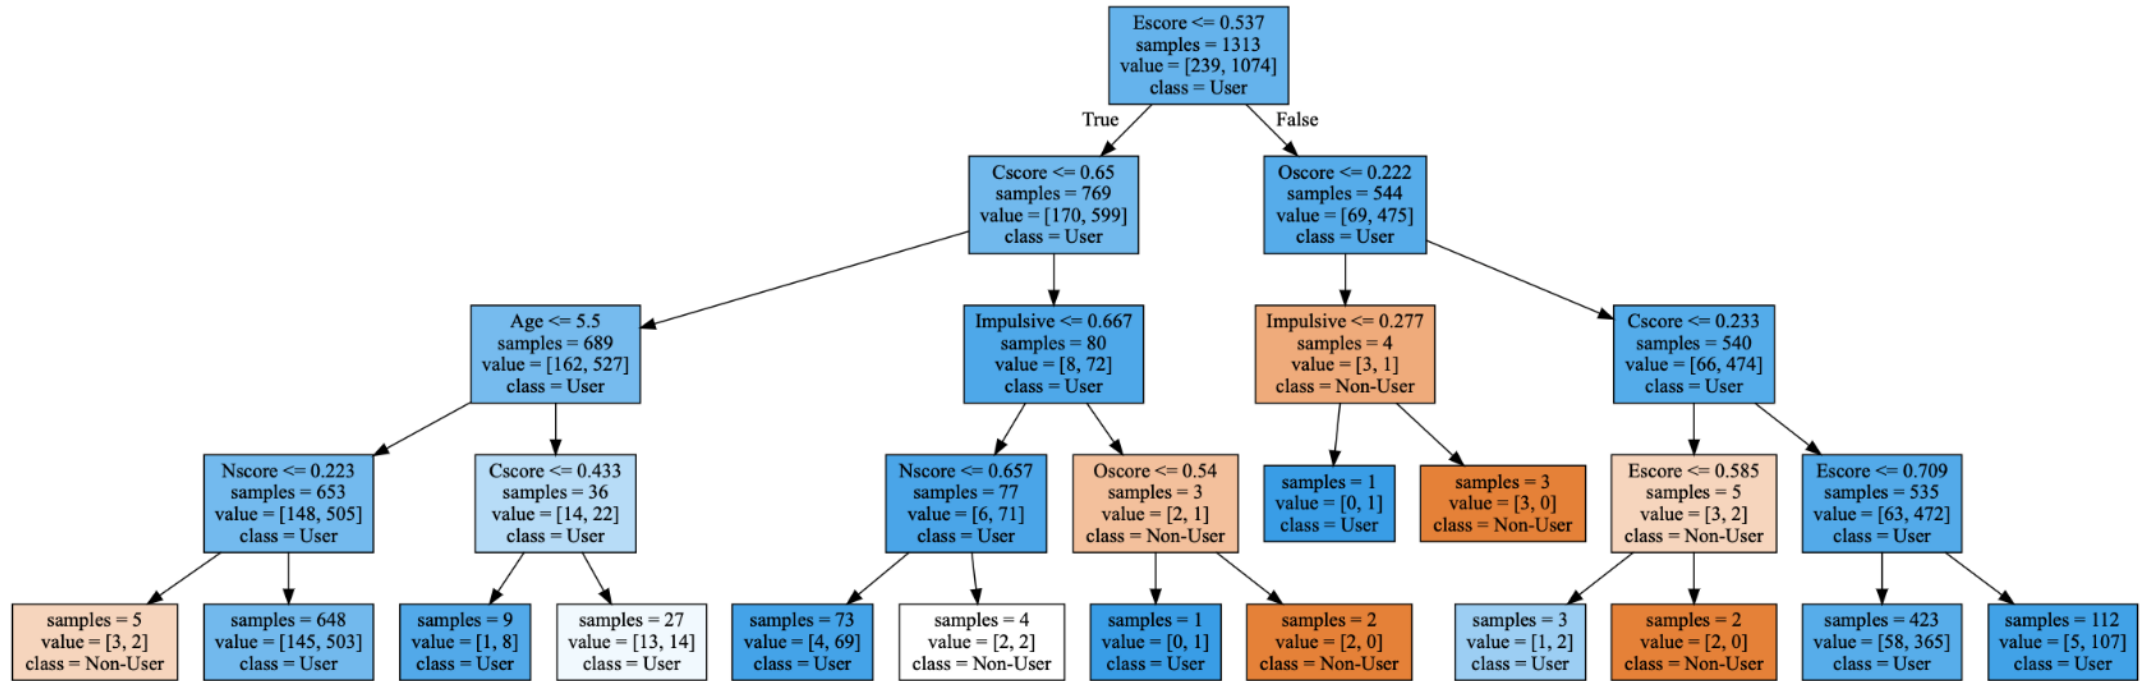 Escore <= 0.537
samples = 1313
value = [239, 1074]
class = User
True
False
Cscore <= 0.65
samples = 769
value = [170, 599]
class = User
Oscore <= 0.222
samples = 544
value = [69, 475]
class = User
Age <= 5.5
samples = 689
value = [162, 527]
class = User
Impulsive <= 0.667
samples = 80
value = [8, 72]
class = User
Impulsive <= 0.277
samples = 4
value = [3, 1]
class = Non-User
Cscore <= 0.233
samples = 540
value = [66, 474]
class = User
Nscore <= 0.223
samples = 653
value = [148, 505]
class = User
Cscore <= 0.433
samples = 36
value = [14, 22]
class = User
Nscore <= 0.657
samples = 77
value = [6, 71]
class = User
Oscore <= 0.54
samples = 3
value = [2, 1]
class = Non-User
samples = 1
value = [0, 1]
class = User
samples = 3
value = [3, 0]
class = Non-User
Escore <= 0.585
samples = 5
value = [3, 2]
class = Non-User
Escore <= 0.709
samples = 535
value = [63, 472]
class = User
samples = 5
value = [3, 2]
class = Non-User
samples = 648
value = [145, 503]
class = User
samples = 9
value = [1, 8]
class = User
samples = 27
value = [13, 14]
class = User
samples = 73
value = [4, 69]
class = User
samples = 4
value = [2, 2]
class = Non-User
samples = 1
value = [0, 1]
class = User
samples = 2
value = [2, 0]
class = Non-User
samples = 3
value = [1, 2]
class = User
samples = 2
value = [2, 0]
class = Non-User
samples = 423
value = [58, 365]
class = User
samples = 112
value = [5, 107]
class = User